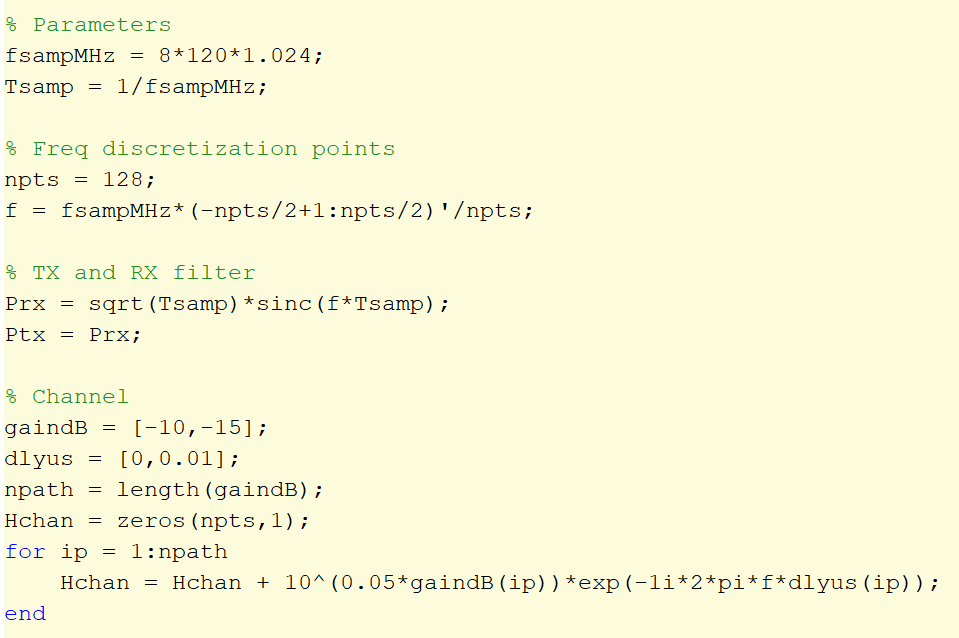 % Parameters
fsampMHz = 8*120*1.024;
Tsamp = 1/fsampMHz;
% Freq discretization points
npts = 128;
f = fsampMHz*(-npts/2+1:npts/2)'/npts;
% TX and RX filter
Prx = sqrt(Tsamp)*sinc(f*Tsamp);
Ptx = Prx;
% Channel
gaindB = [-10,-15];
dlyus = [0,0.01];
npath = length(gaindB);
Hchan = zeros(npts,1);
for ip = 1:npath
    Hchan = Hchan + 10^(0.05*gaindB(ip))*exp(-1i*2*pi*f*dlyus(ip));
end